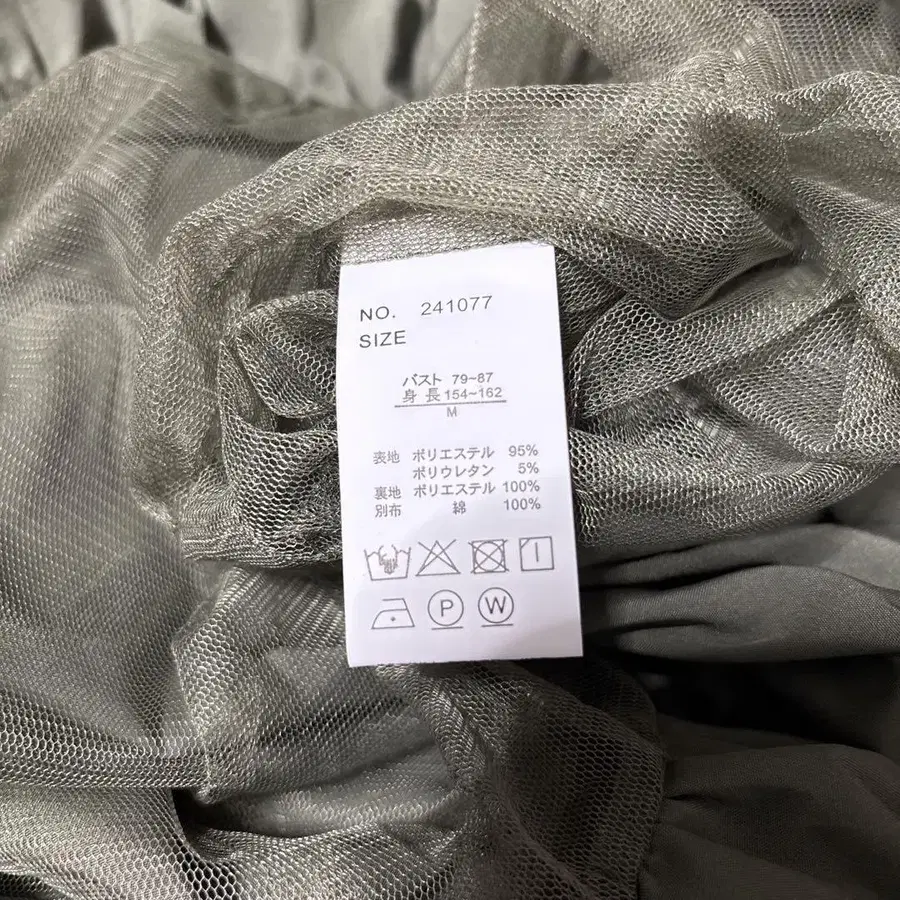 NO. 241077
SIZE
バスト 79~87
身長 154~162
M
表地 ポリエステル 95%
ポリウレタン 5%
裏地 ポリエステル 100%
別布 綿 100%
P W